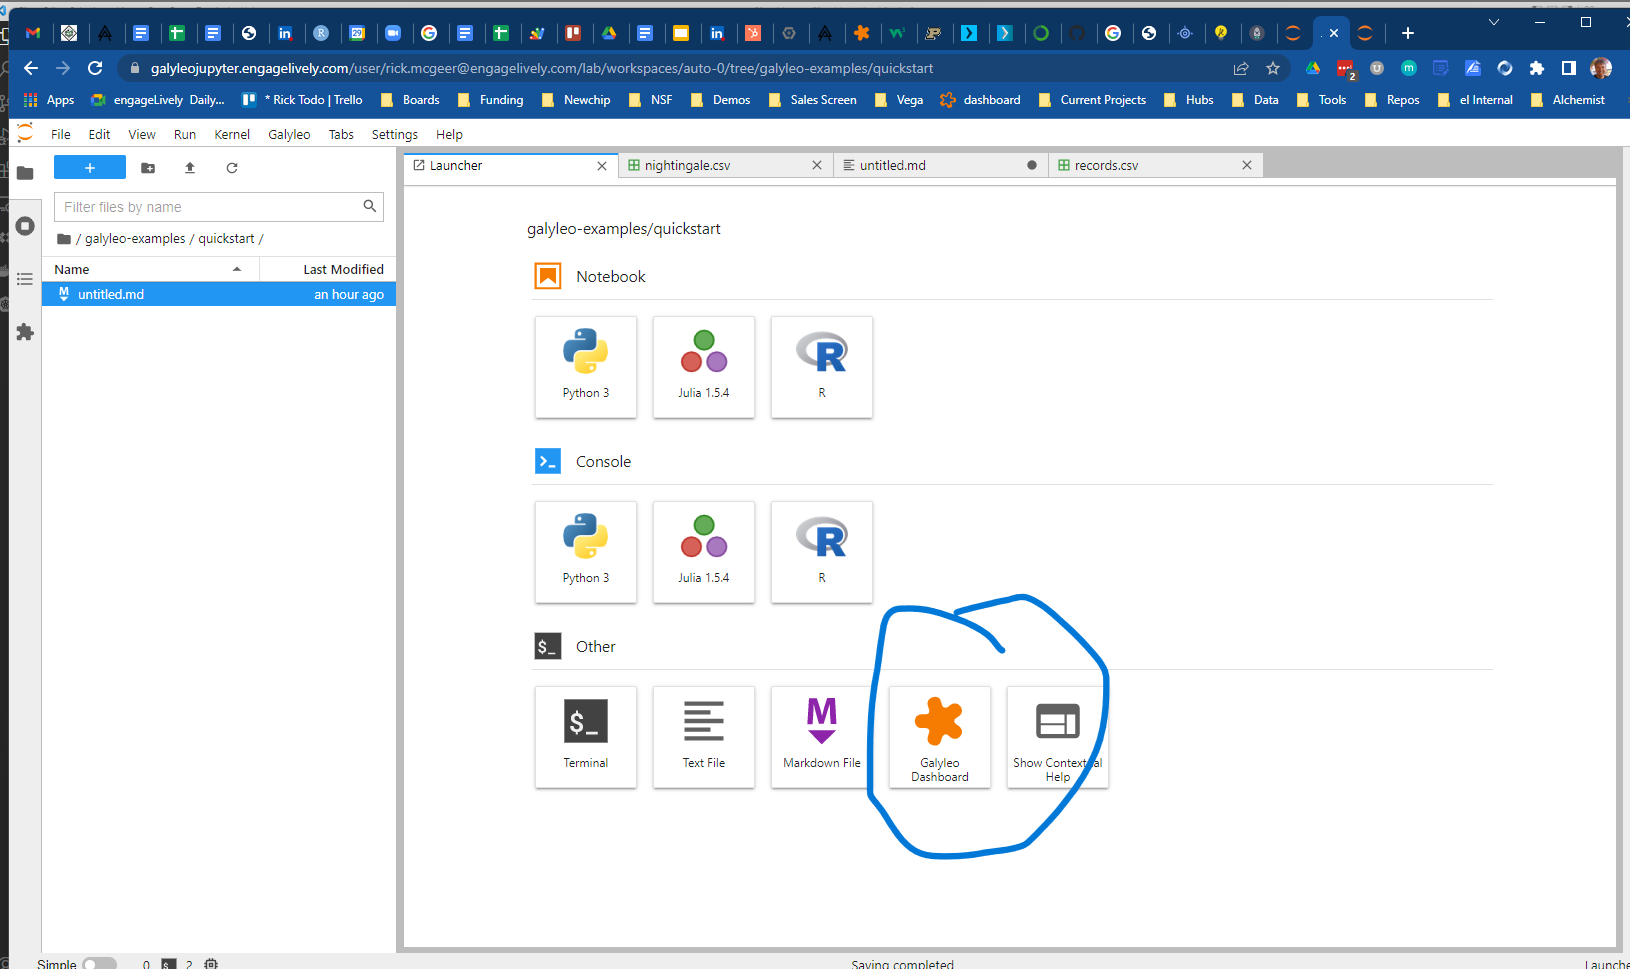 galyleojupyter.engagelively.com/user/rick.mcgeer@engagelively.com/lab/workspaces/auto-0/tree/galyleo-examples/quickstart
2
Apps engageLively Daily... * Rick Todo | Trello Boards Funding Newchip NSF Demos Sales Screen Vega dashboard Current Projects Hubs Data Tools Repos el Internal Alchemist
File Edit View Run Kernel Galyleo Tabs Settings Help
Launcher nightingale.csv untitled.md records.csv
Filter files by name
/ galyleo-examples / quickstart /
Name Last Modified
untitled.md an hour ago
galyleo-examples/quickstart
Notebook
Python 3 Julia 1.5.4 R
Console
Python 3 Julia 1.5.4 R
$_ Other
$_
Terminal Text File Markdown File Galyleo Dashboard Show Contextual Help
Simple 0 $_ 2 Saving completed Launche